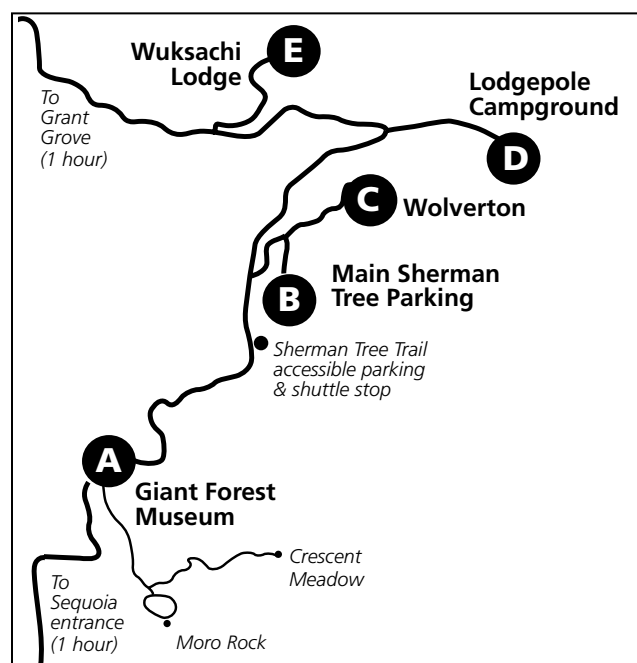 E
Wuksachi
Lodge
Lodgepole
Campground
To
Grant
Grove
(1 hour)
D
C
Wolverton
B
Main Sherman
Tree Parking
Sherman Tree Trail
accessible parking
& shuttle stop
A
Giant Forest
Museum
Crescent
Meadow
To
Sequoia
entrance
(1 hour)
Moro Rock